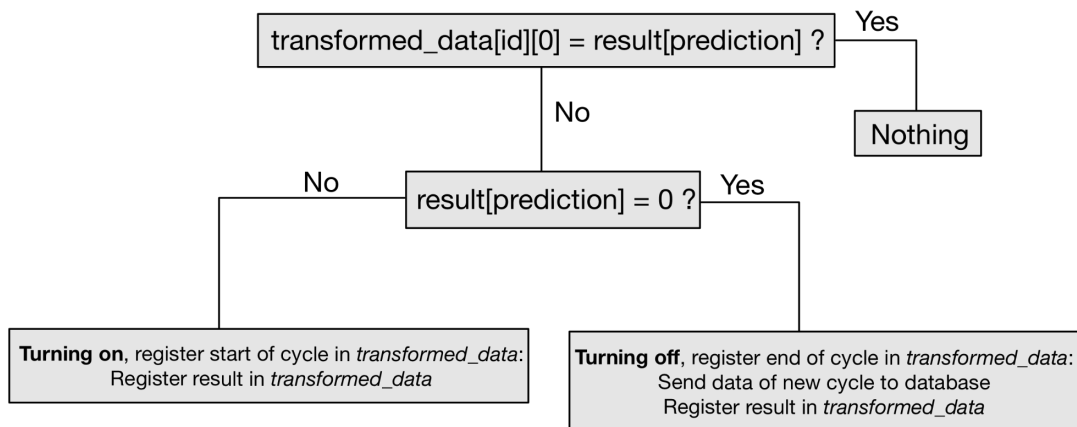 transformed_data[id][0] = result[prediction] ?
Yes
No
Nothing
No
result[prediction] = 0 ?
Yes
Turning on, register start of cycle in transformed_data:
Register result in transformed_data
Turning off, register end of cycle in transformed_data:
Send data of new cycle to database
Register result in transformed_data